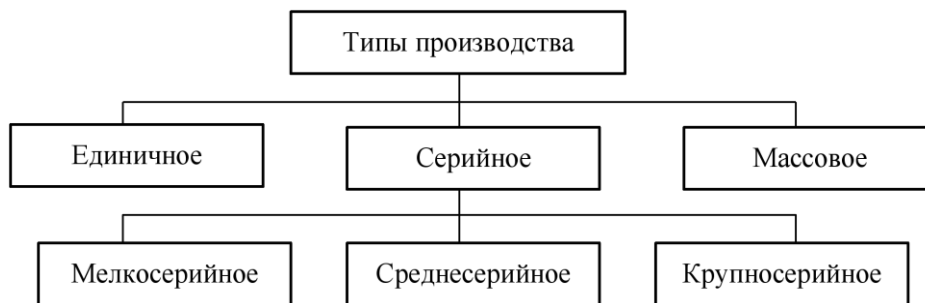 Типы производства
Единичное
Серийное
Массовое
Мелкосерийное
Среднесерийное
Крупносерийное